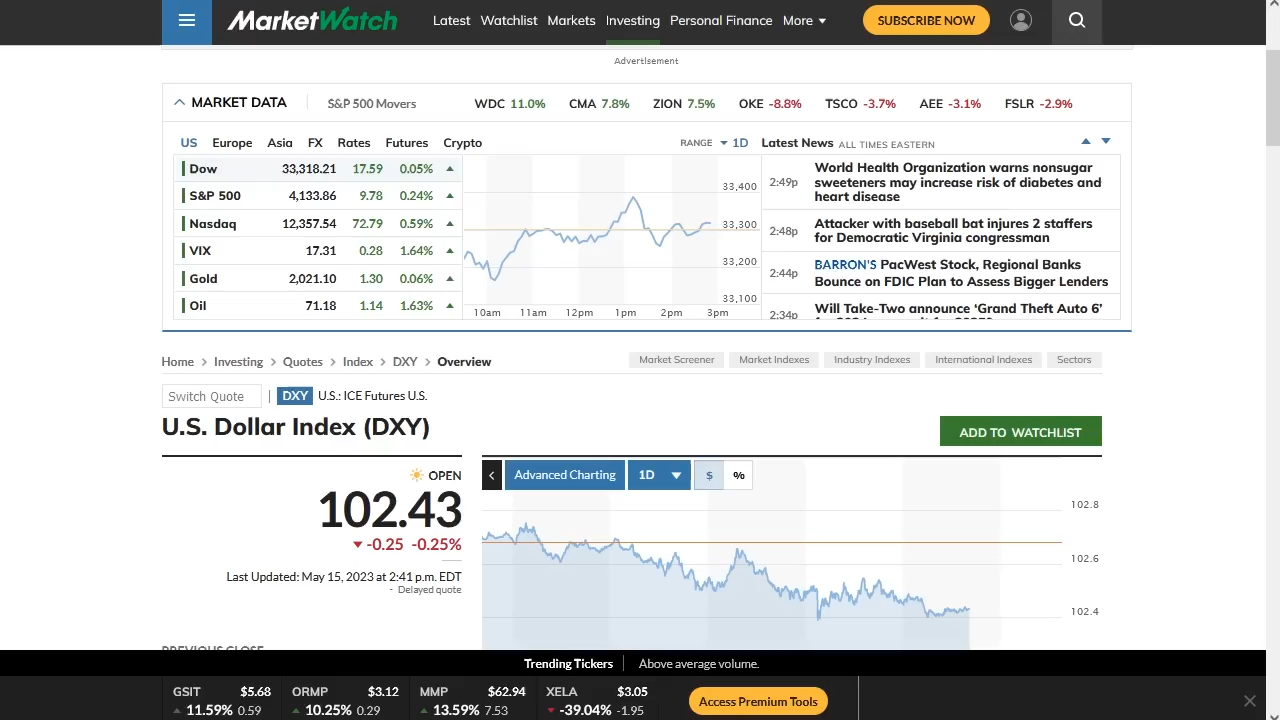 MarketWatch Latest Watchlist Markets Investing Personal Finance More SUBSCRIBE NOW
Advertisement
MARKET DATA S&P 500 Movers WDC 11.0% CMA 7.8% ZION 7.5% OKE -8.8% TSCO -3.7% AEE -3.1% FSLR -2.9%
US Europe Asia FX Rates Futures Crypto RANGE 1D Latest News ALL TIMES EASTERN
Dow 33,318.21 17.59 0.05%
S&P 500 4,133.86 9.78 0.24%
Nasdaq 12,357.54 72.79 0.59%
VIX 17.31 0.28 1.64%
Gold 2,021.10 1.30 0.06%
Oil 71.18 1.14 1.63%
33,400
33,300
33,200
33,100
10am 11am 12pm 1pm 2pm 3pm
2:49p World Health Organization warns nonsugar
sweeteners may increase risk of diabetes and
heart disease
2:48p Attacker with baseball bat injures 2 staffers
for Democratic Virginia congressman
2:44p BARRON'S PacWest Stock, Regional Banks
Bounce on FDIC Plan to Assess Bigger Lenders
2:34p Will Take-Two announce ‘Grand Theft Auto 6’
Home > Investing > Quotes > Index > DXY > Overview Market Screener Market Indexes Industry Indexes International Indexes Sectors
Switch Quote | DXY U.S.: ICE Futures U.S.
U.S. Dollar Index (DXY) ADD TO WATCHLIST
OPEN
102.43
-0.25 -0.25%
Last Updated: May 15, 2023 at 2:41 p.m. EDT
- Delayed quote
PREVIOUS CLOSE
< Advanced Charting 1D $ %
102.8
102.6
102.4
Trending Tickers Above average volume.
GSIT $5.68 ORMP $3.12 MMP $62.94 XELA $3.05
11.59% 0.59 10.25% 0.29 13.59% 7.53 -39.04% -1.95
Access Premium Tools